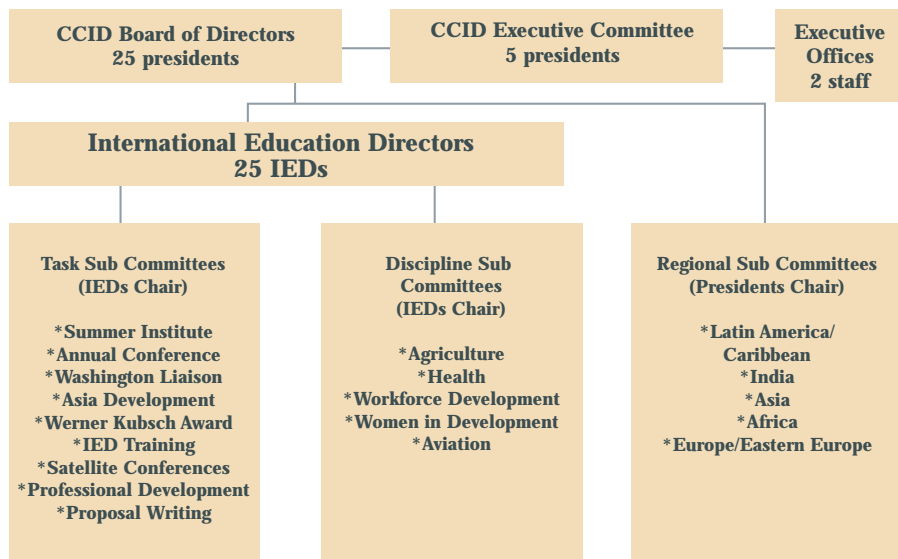 CCID Board of Directors
25 presidents
CCID Executive Committee
5 presidents
Executive
Offices
2 staff
International Education Directors
25 IEDs
Task Sub Committees
(IEDs Chair)
*Summer Institute
*Annual Conference
*Washington Liaison
*Asia Development
*Werner Kubsch Award
*IED Training
*Satellite Conferences
*Professional Development
*Proposal Writing
Discipline Sub
Committees
(IEDs Chair)
*Agriculture
*Health
*Workforce Development
*Women in Development
*Aviation
Regional Sub Committees
(Presidents Chair)
*Latin America/
Caribbean
*India
*Asia
*Africa
*Europe/Eastern Europe